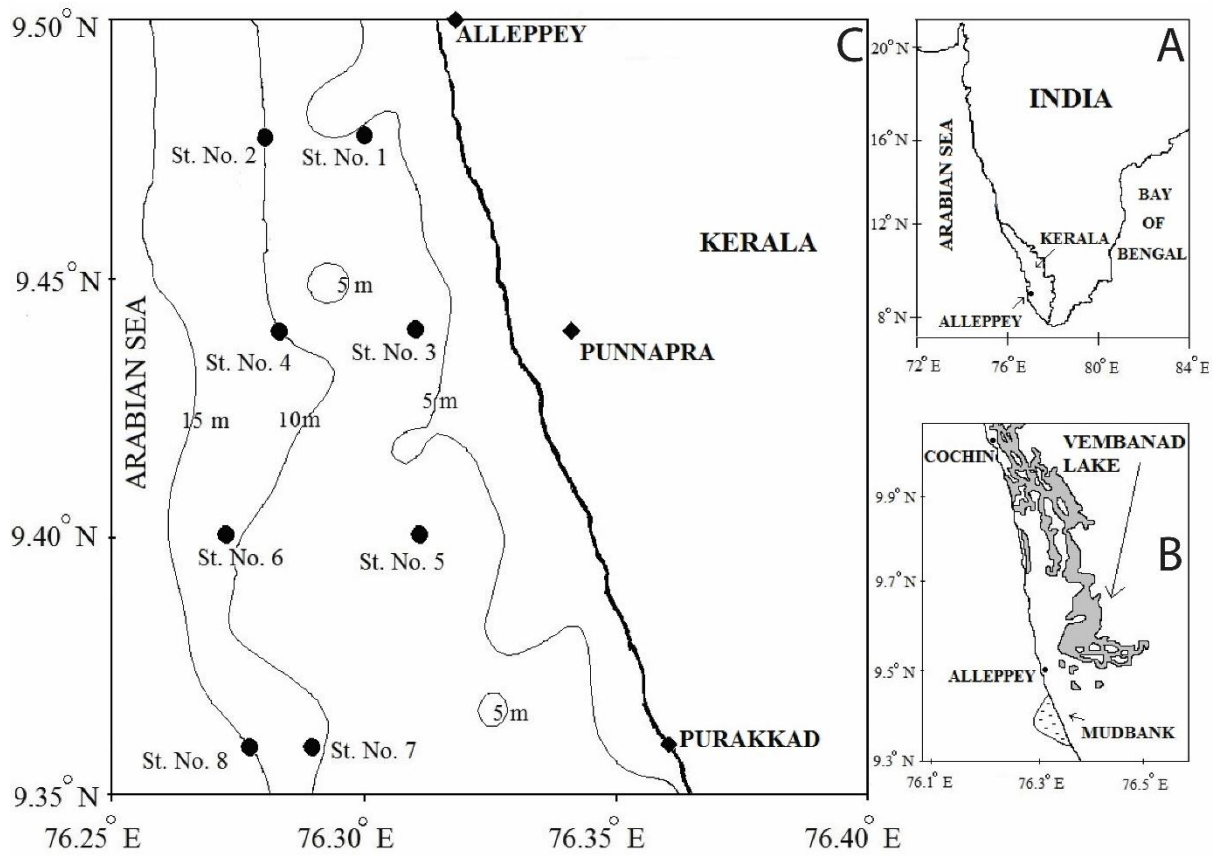 9.50° N
ALLEPPEY
C
St. No. 2
St. No. 1
KERALA
9.45° N
5 m
ARABIAN SEA
St. No. 4
St. No. 3
PUNNAPRA
15 m
10m
5 m
9.40° N
St. No. 6
St. No. 5
5 m
PURAKKAD
St. No. 8
St. No. 7
9.35° N
76.25° E
76.30° E
76.35° E
76.40° E
A
20° N
INDIA
16° N
ARABIAN SEA
BAY
OF
BENGAL
12° N
KERALA
ALLEPPEY
8° N
72° E
76° E
80° E
84° E
VEMBANAD
LAKE
COCHIN
9.9° N
B
9.7° N
9.5° N
ALLEPPEY
MUDBANK
9.3° N
76.1° E
76.3° E
76.5° E